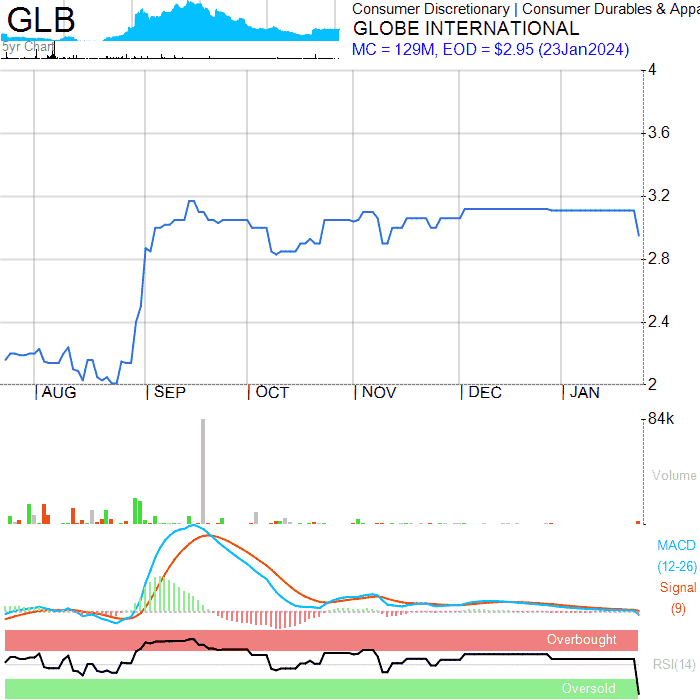 GLB
5yr Chart
Consumer Discretionary | Consumer Durables & Appa
GLOBE INTERNATIONAL
MC = 129M, EOD = $2.95 (23Jan2024)
4
3.6
3.2
2.8
2.4
2
AUG
SEP
OCT
NOV
DEC
JAN
84k
Volume
MACD
(12-26)
Signal
(9)
Overbought
RSI(14)
Oversold